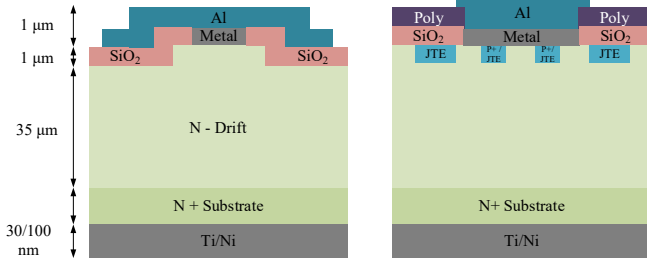 1 μm
1 μm
35 μm
30/100
nm
Al
Metal
SiO₂
SiO₂
N - Drift
N + Substrate
Ti/Ni
Poly
Al
Poly
SiO₂
Metal
SiO₂
JTE
P+ /
JTE
P+/
JTE
JTE
N+ Substrate
Ti/Ni